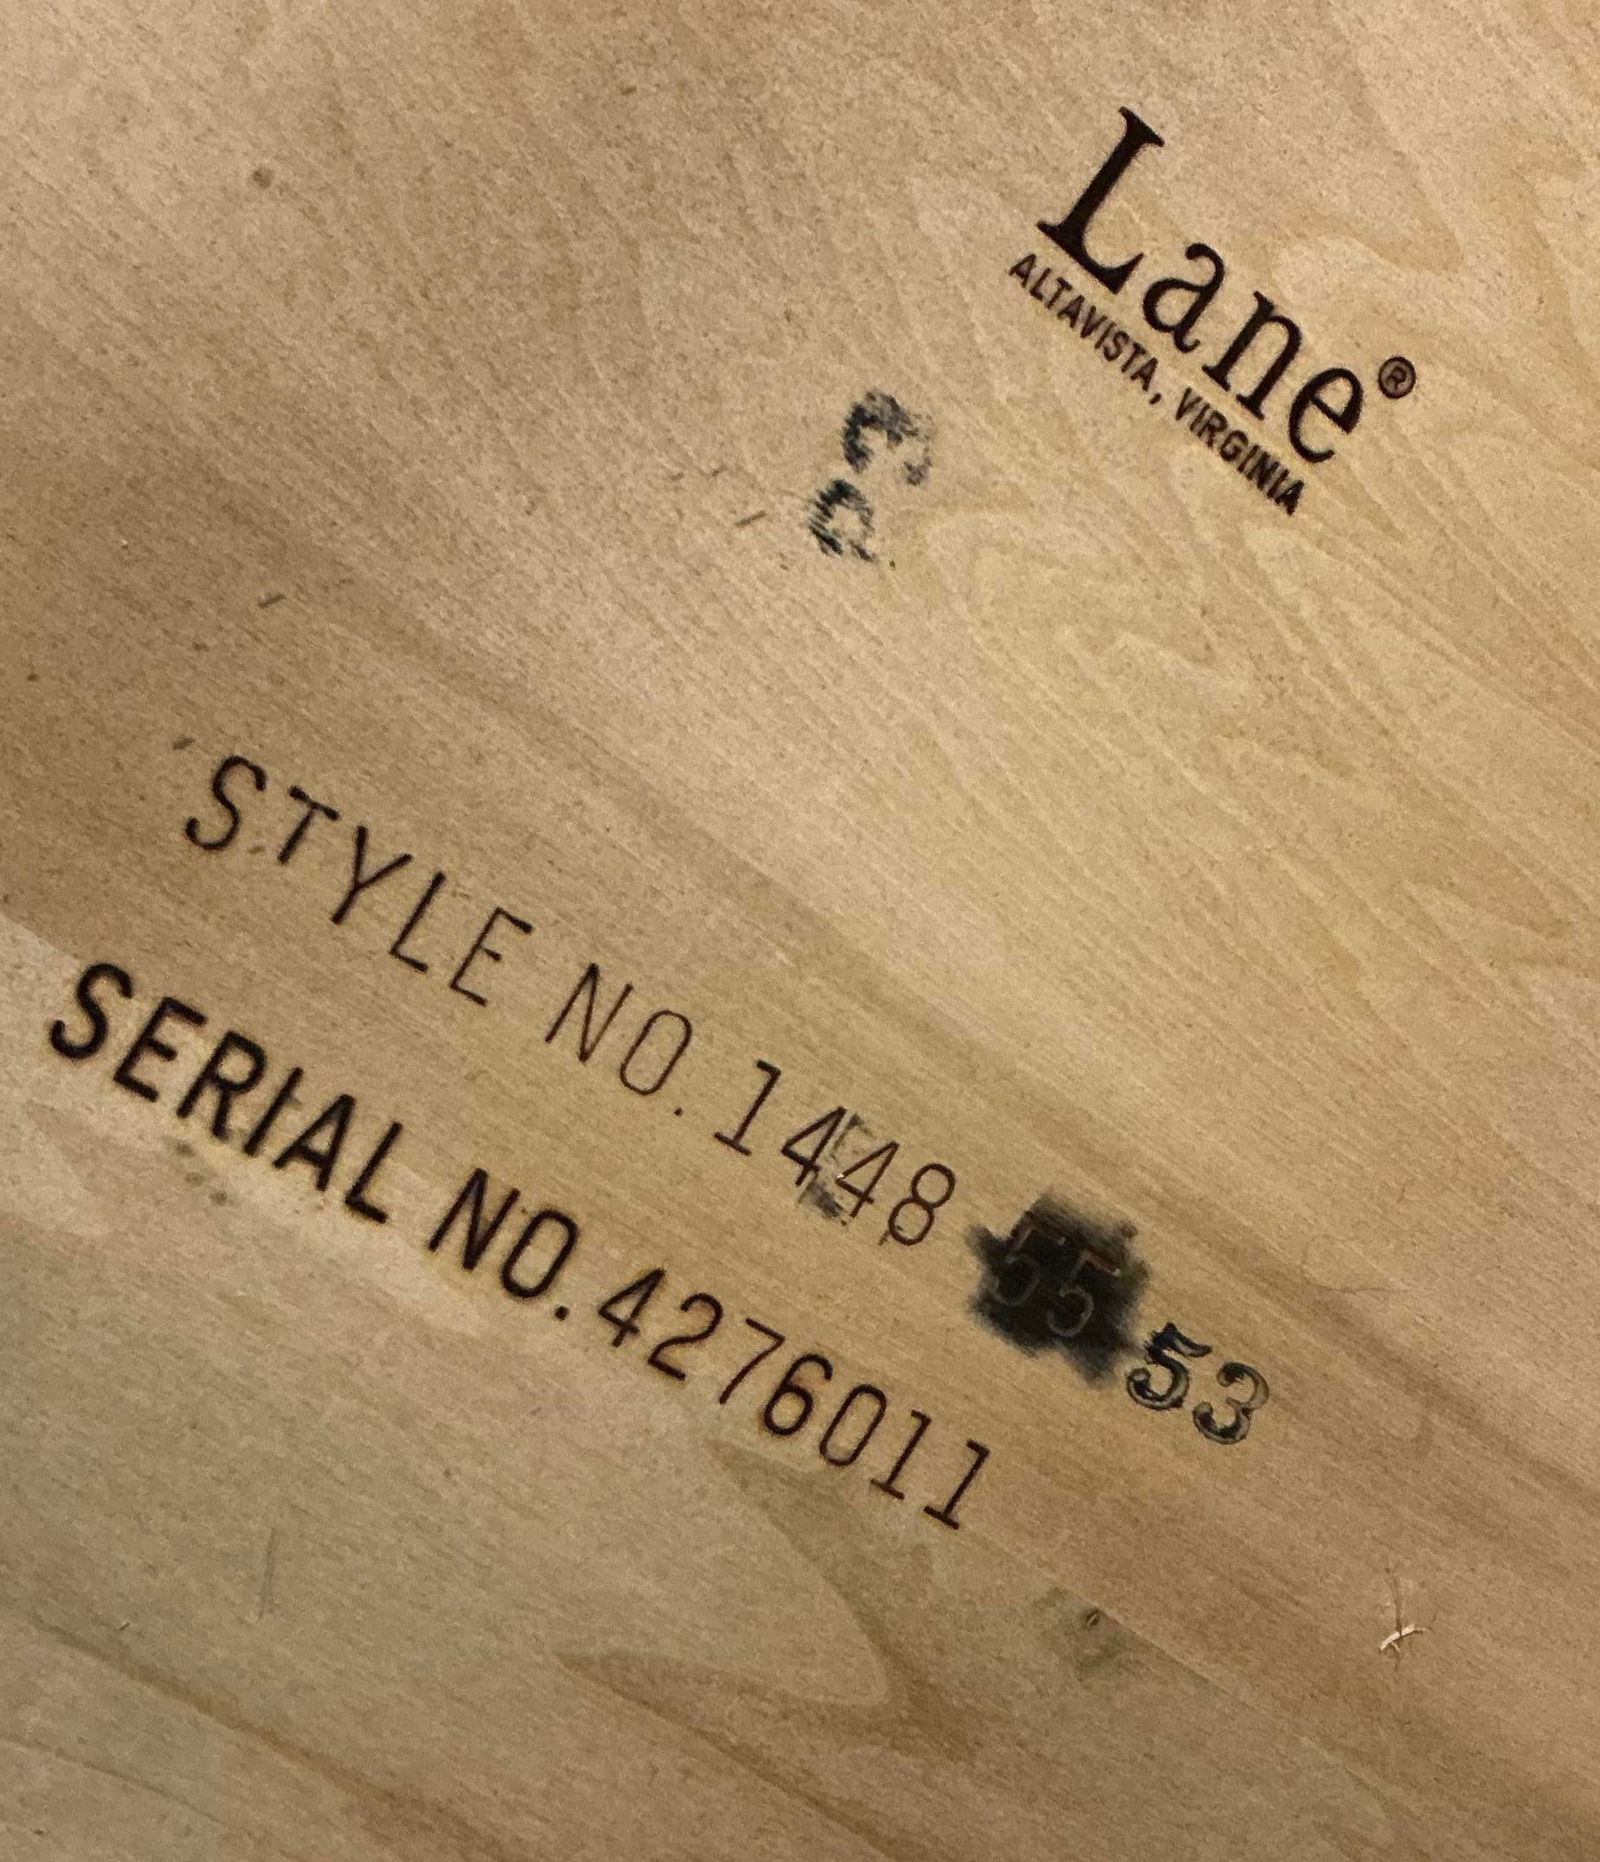 Lane®
ALTAVISTA, VIRGINIA
STYLE NO. 1448 55 53
SERIAL NO. 4276011